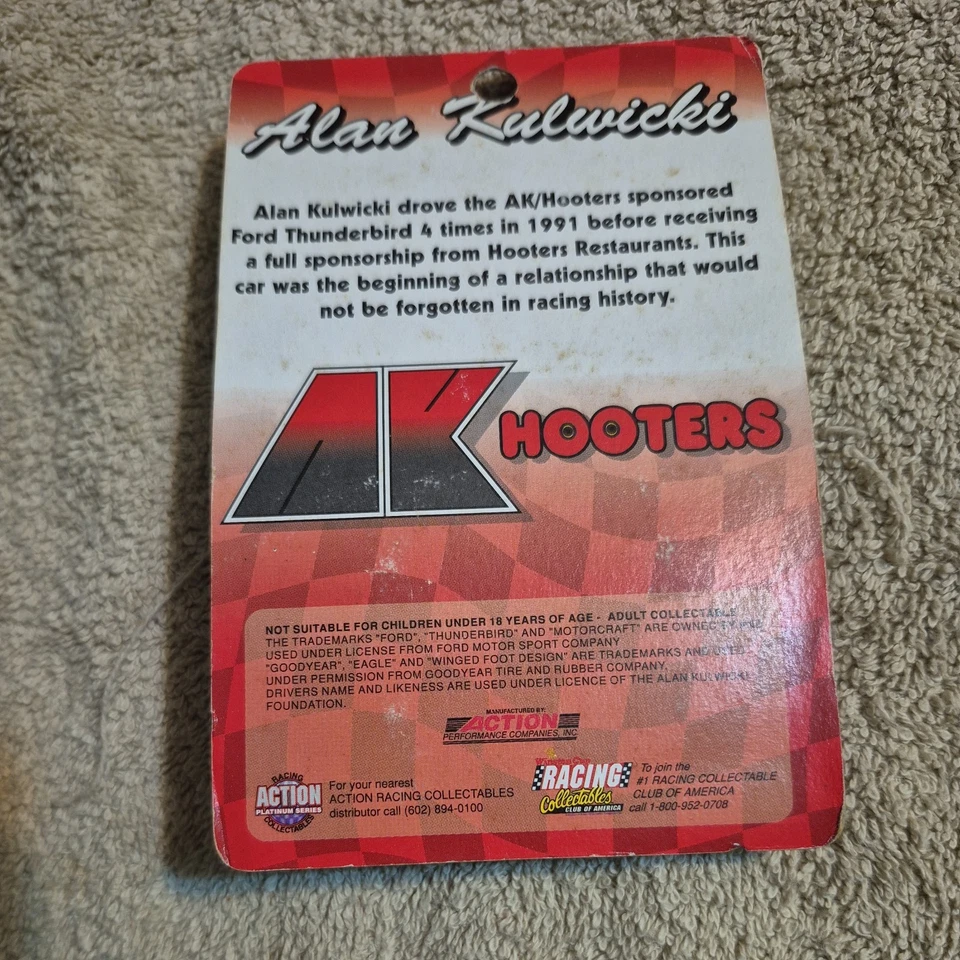 Alan Kulwicki
Alan Kulwicki drove the AK/Hooters sponsored
Ford Thunderbird 4 times in 1991 before receiving
a full sponsorship from Hooters Restaurants. This
car was the beginning of a relationship that would
not be forgotten in racing history.
AK
HOOTERS
NOT SUITABLE FOR CHILDREN UNDER 18 YEARS OF AGE - ADULT COLLECTABLE
THE TRADEMARKS "FORD", "THUNDERBIRD" AND "MOTORCRAFT" ARE OWNED
USED UNDER LICENSE FROM FORD MOTOR SPORT COMPANY
"GOODYEAR", "EAGLE" AND "WINGED FOOT DESIGN" ARE TRADEMARKS AND USED
UNDER PERMISSION FROM GOODYEAR TIRE AND RUBBER COMPANY.
DRIVERS NAME AND LIKENESS ARE USED UNDER LICENCE OF THE ALAN KULWICKI
FOUNDATION.
MANUFACTURED BY:
ACTION
PERFORMANCE COMPANIES, INC.
RACING
ACTION
PLATINUM SERIES
COLLECTABLES
For your nearest
ACTION RACING COLLECTABLES
distributor call (602) 894-0100
RACING
Collectables
CLUB OF AMERICA
To join the
#1 RACING COLLECTABLE
CLUB OF AMERICA
call 1-800-952-0708